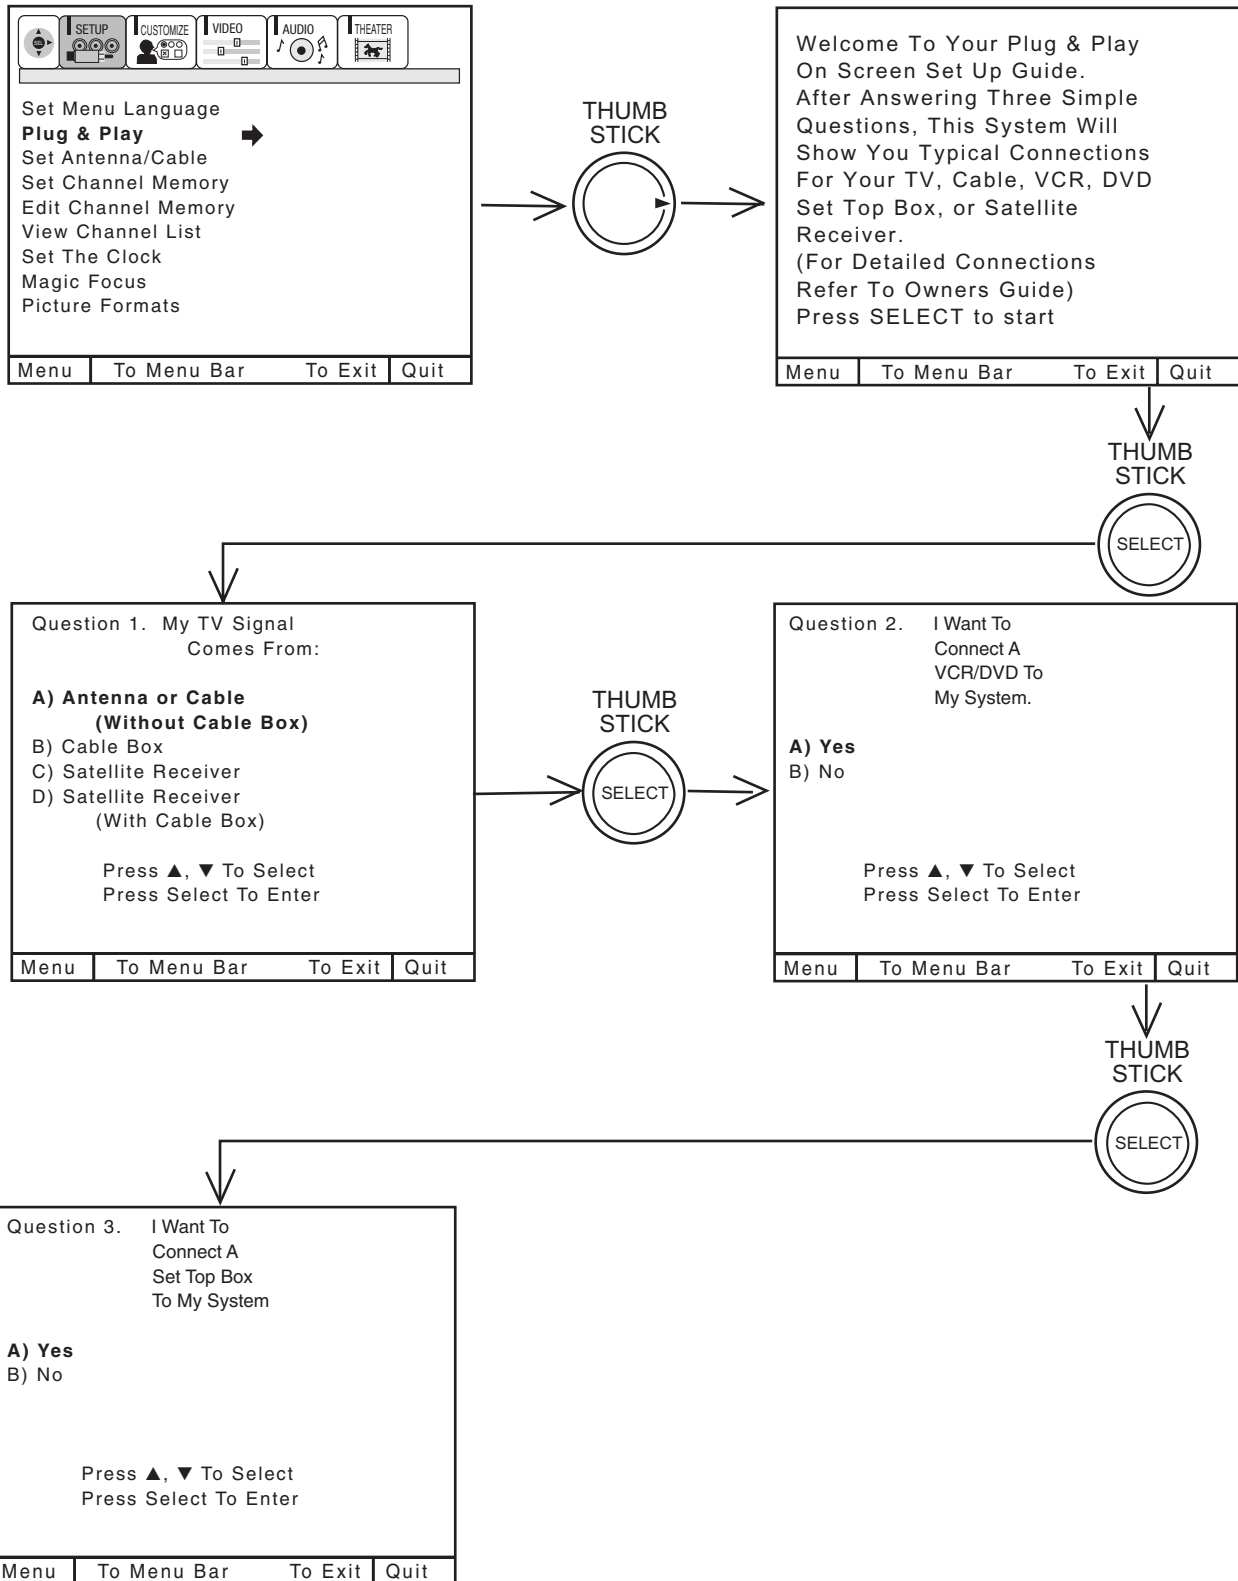 SEL
SETUP
CUSTOMIZE
VIDEO
AUDIO
THEATER
Set Menu Language
Plug & Play
Set Antenna/Cable
Set Channel Memory
Edit Channel Memory
View Channel List
Set The Clock
Magic Focus
Picture Formats
Menu To Menu Bar To Exit Quit
THUMB
STICK
Welcome To Your Plug & Play
On Screen Set Up Guide.
After Answering Three Simple
Questions, This System Will
Show You Typical Connections
For Your TV, Cable, VCR, DVD
Set Top Box, or Satellite
Receiver.
(For Detailed Connections
Refer To Owners Guide)
Press SELECT to start
Menu To Menu Bar To Exit Quit
THUMB
STICK
SELECT
Question 1. My TV Signal
Comes From:
A) Antenna or Cable
(Without Cable Box)
B) Cable Box
C) Satellite Receiver
D) Satellite Receiver
(With Cable Box)
Press ▲, ▼ To Select
Press Select To Enter
Menu To Menu Bar To Exit Quit
THUMB
STICK
SELECT
Question 2. I Want To
Connect A
VCR/DVD To
My System.
A) Yes
B) No
Press ▲, ▼ To Select
Press Select To Enter
Menu To Menu Bar To Exit Quit
THUMB
STICK
SELECT
Question 3. I Want To
Connect A
Set Top Box
To My System
A) Yes
B) No
Press ▲, ▼ To Select
Press Select To Enter
Menu To Menu Bar To Exit Quit